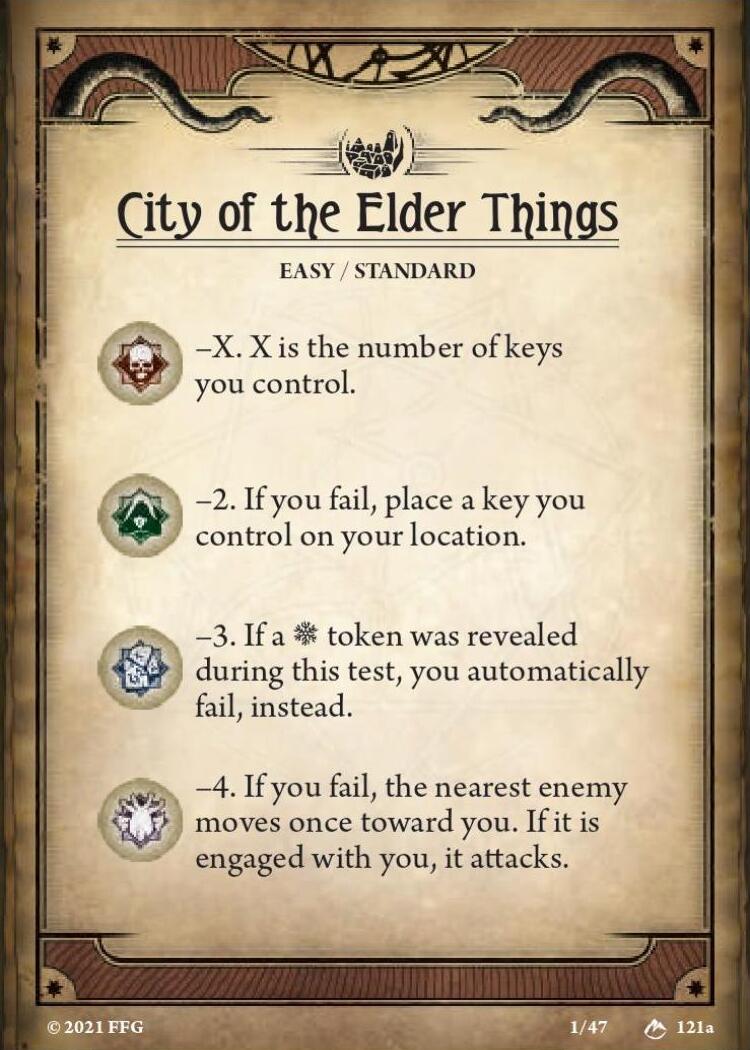 City of the Elder Things
EASY / STANDARD
–X. X is the number of keys
you control.
–2. If you fail, place a key you
control on your location.
–3. If a ❄ token was revealed
during this test, you automatically
fail, instead.
–4. If you fail, the nearest enemy
moves once toward you. If it is
engaged with you, it attacks.
© 2021 FFG
1/47
121a